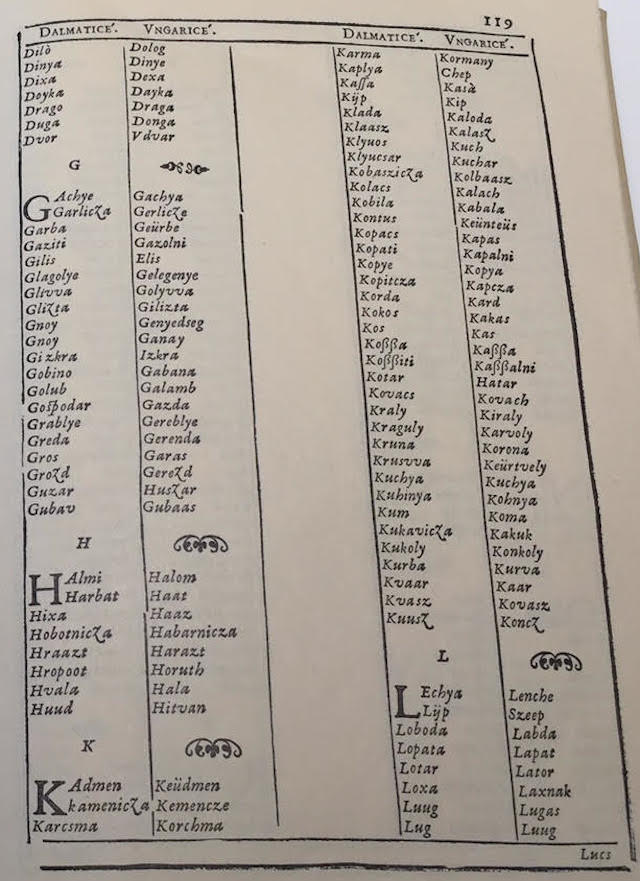 119
DALMATICE'. VNGARICE'.
Dilò Dolog
Dinya Dinye
Dixa Dexa
Doyka Dayka
Drago Draga
Duga Donga
Dvor Vdvar
G
GAchye Gachya
Garlicza Gerlicze
Garba Geürbe
Gaziti Gazolni
Gilis Elis
Glagolye Gelegenye
Glivva Golyvva
Glizta Gilizta
Gnoy Genyedseg
Gnoy Ganay
Gizkra Izkra
Gobino Gabana
Golub Galamb
Gospodar Gazda
Grablye Gereblye
Greda Gerenda
Gros Garas
Grozd Gerezd
Guzar Huszar
Gubav Gubaas
H
HAlmi Halom
Harbat Haat
Hixa Haaz
Hobotnicza Habarnicza
Hraazt Harazt
Hropoot Horuth
Hvala Hala
Huud Hitvan
K
KAdmen Keüdmen
kkamenicza Kemencze
Karcsma Korchma
DALMATICE'. VNGARICE'.
Karma Kormany
Kaplya Chep
Kaſſa Kasà
Kijp Kip
Klada Kaloda
Klaasz Kalasz
Klyuos Kuch
Klyucsar Kuchar
Kobaszicza Kolbaasz
Kolacs Kalach
Kobila Kabala
Kontus Keünteüs
Kopacs Kapas
Kopati Kapalni
Kopye Kopya
Kopitcza Kapcza
Korda Kard
Kokos Kakas
Kos Kas
Koßßa Kaßßa
Koßßiti Kaßßalni
Kotar Hatar
Kovacs Kovach
Kraly Kiraly
Kraguly Karvoly
Kruna Korona
Krusvva Keürtvely
Kuchya Kuchya
Kuhinya Kohnya
Kum Koma
Kukavicza Kakuk
Kukoly Konkoly
Kurba Kurva
Kvaar Kaar
Kvasz Kovasz
Kuusz Koncz
L
LEchya Lenche
Lijp Szeep
Loboda Labda
Lopata Lapat
Lotar Lator
Loxa Laxnak
Luug Lugas
Lug Luug
Lucs